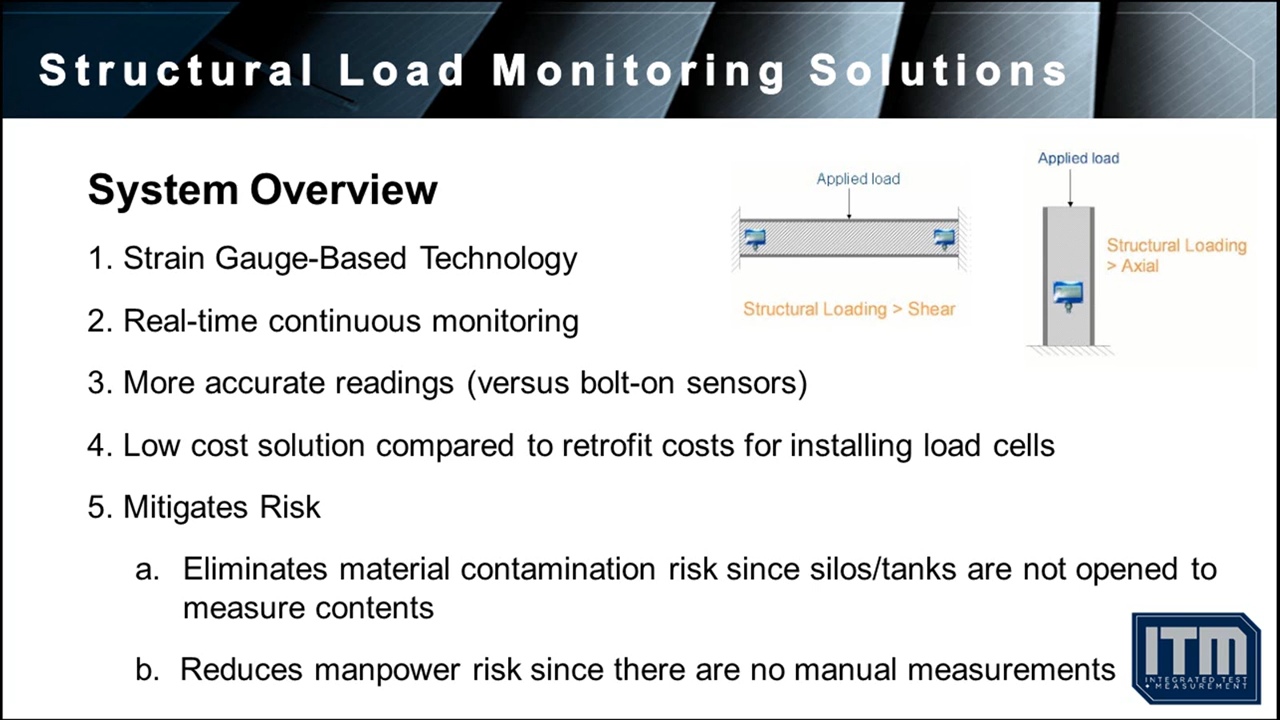 Structural Load Monitoring Solutions
System Overview
1. Strain Gauge-Based Technology
2. Real-time continuous monitoring
3. More accurate readings (versus bolt-on sensors)
4. Low cost solution compared to retrofit costs for installing load cells
5. Mitigates Risk
a. Eliminates material contamination risk since silos/tanks are not opened to
measure contents
b. Reduces manpower risk since there are no manual measurements
Applied load
Structural Loading > Shear
Applied load
Structural Loading
> Axial
ITM
INTEGRATED TEST
+ MEASUREMENT